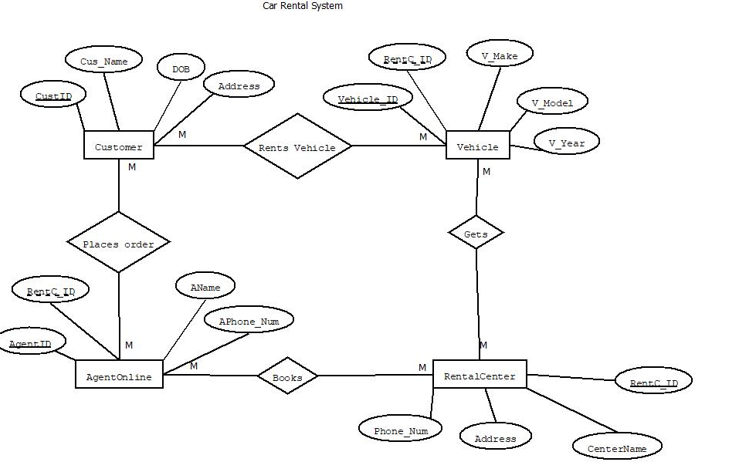 Car Rental System
Cus_Name
DOB
CustID
Address
RentC_ID
V_Make
Vehicle_ID
V_Model
V_Year
Customer
M
Rents Vehicle
M
Vehicle
M
M
Places order
Gets
RentC_ID
AName
AgentID
APhone_Num
M
M
AgentOnline
M
Books
M
RentalCenter
RentC_ID
Phone_Num
Address
CenterName